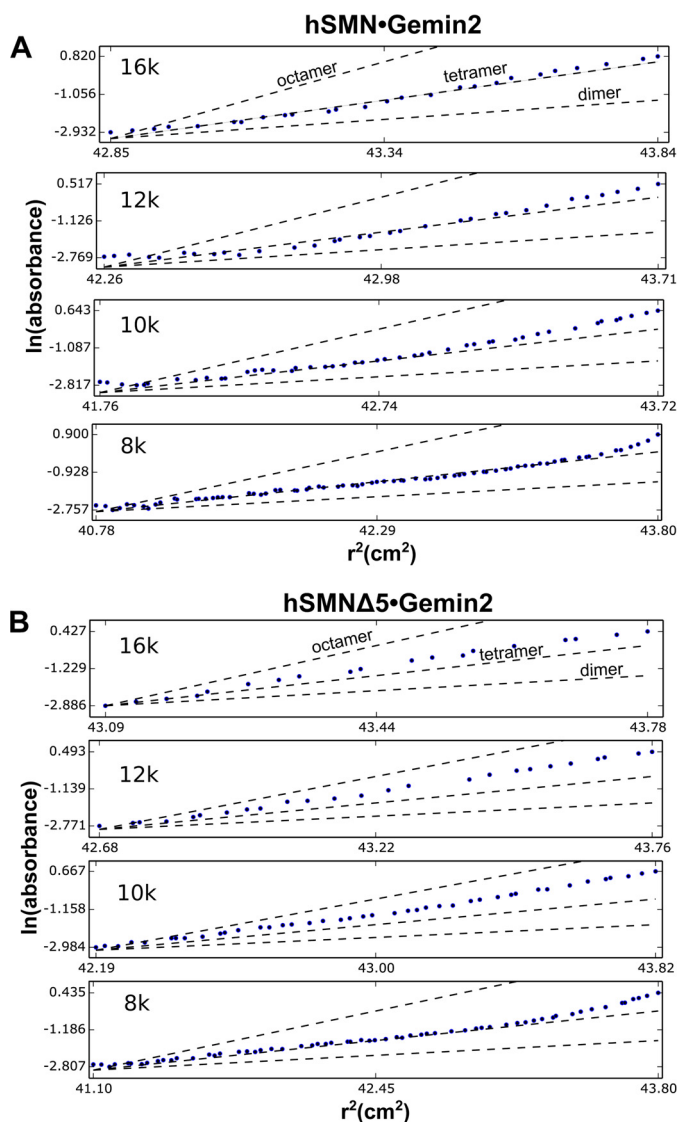 hSMN•Gemin2
A
16k
octamer
tetramer
dimer
0.820
-1.056
-2.932
42.85
43.34
43.84
12k
0.517
-1.126
-2.769
42.26
42.98
43.71
ln(absorbance)
10k
0.643
-1.087
-2.817
41.76
42.74
43.72
8k
0.900
-0.928
-2.757
40.78
42.29
43.80
r²(cm²)
hSMNΔ5•Gemin2
B
16k
octamer
tetramer
dimer
0.427
-1.229
-2.886
43.09
43.44
43.78
12k
0.493
-1.139
-2.771
42.68
43.22
43.76
ln(absorbance)
10k
0.667
-1.158
-2.984
42.19
43.00
43.82
8k
0.435
-1.186
-2.807
41.10
42.45
43.80
r²(cm²)